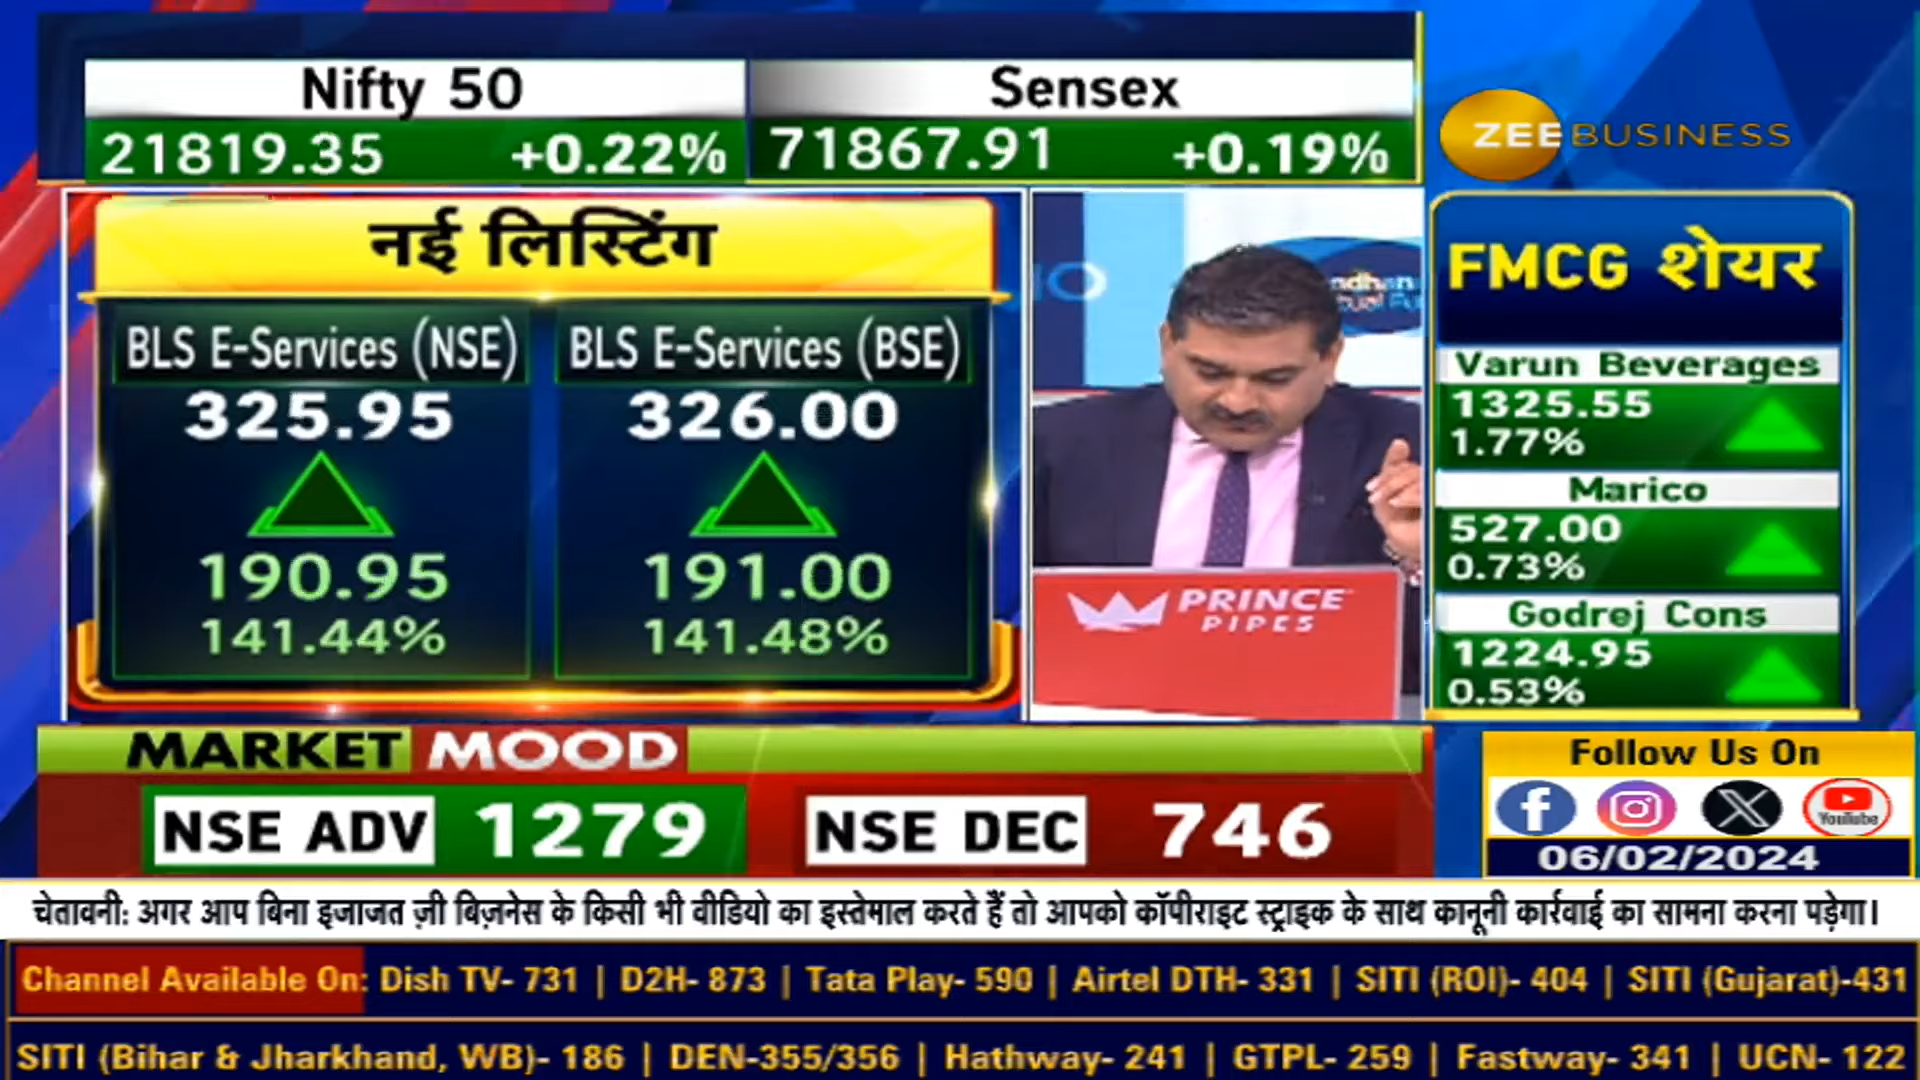 Nifty 50
21819.35 +0.22%
Sensex
71867.91 +0.19%
ZEE BUSINESS
नई लिस्टिंग
BLS E-Services (NSE)
325.95
190.95
141.44%
BLS E-Services (BSE)
326.00
191.00
141.48%
PRINCE
PIPES
FMCG शेयर
Varun Beverages
1325.55
1.77%
Marico
527.00
0.73%
Godrej Cons
1224.95
0.53%
MARKET MOOD
NSE ADV 1279
NSE DEC 746
Follow Us On
YouTube
06/02/2024
चेतावनी: अगर आप बिना इजाजत ज़ी बिज़नेस के किसी भी वीडियो का इस्तेमाल करते हैं तो आपको कॉपीराइट स्ट्राइक के साथ कानूनी कार्रवाई का सामना करना पड़ेगा।
Channel Available On: Dish TV- 731 | D2H- 873 | Tata Play- 590 | Airtel DTH- 331 | SITI (ROI)- 404 | SITI (Gujarat)-431
SITI (Bihar & Jharkhand, WB)- 186 | DEN-355/356 | Hathway- 241 | GTPL- 259 | Fastway- 341 | UCN- 122